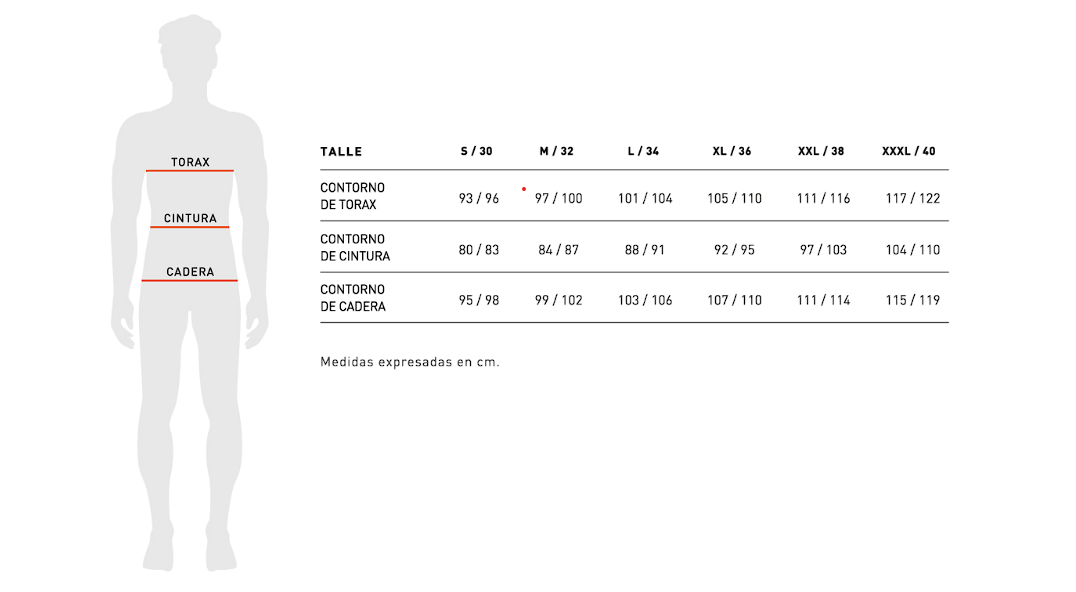 TORAX
CINTURA
CADERA
TALLE S / 30 M / 32 L / 34 XL / 36 XXL / 38 XXXL / 40
CONTORNO
DE TORAX 93 / 96 97 / 100 101 / 104 105 / 110 111 / 116 117 / 122
CONTORNO
DE CINTURA 80 / 83 84 / 87 88 / 91 92 / 95 97 / 103 104 / 110
CONTORNO
DE CADERA 95 / 98 99 / 102 103 / 106 107 / 110 111 / 114 115 / 119
Medidas expresadas en cm.